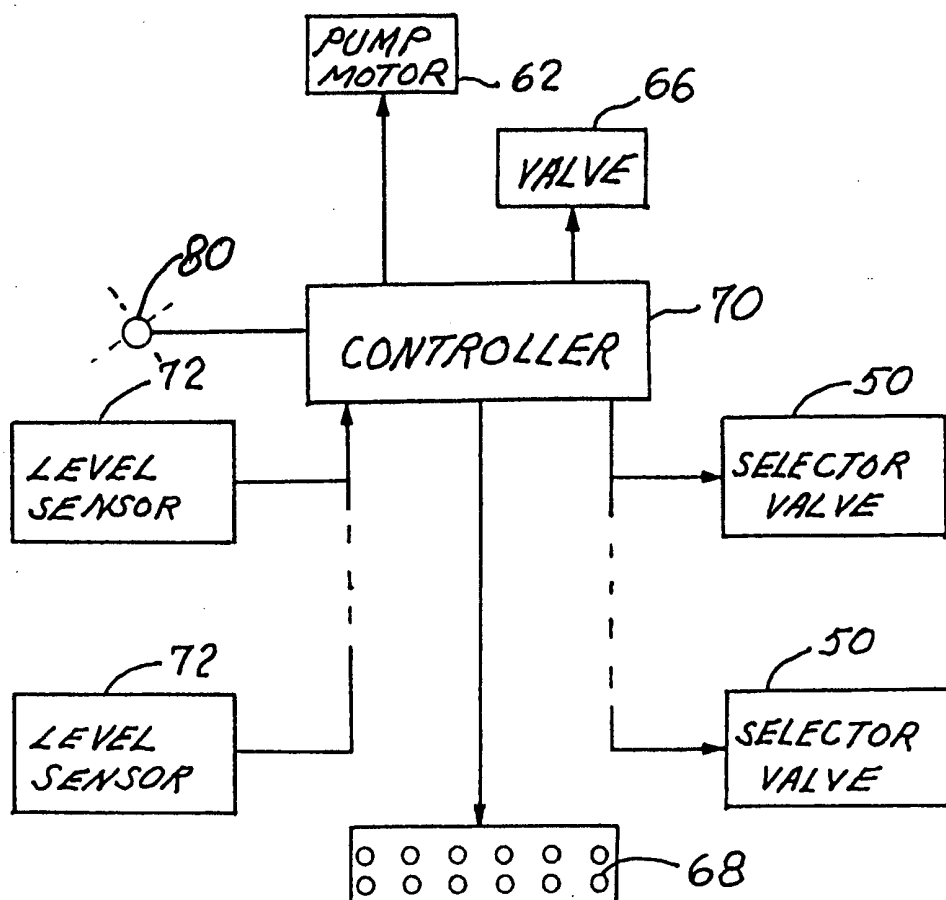 PUMP
MOTOR
62
66
VALVE
80
70
CONTROLLER
72
50
LEVEL
SENSOR
SELECTOR
VALVE
72
50
LEVEL
SENSOR
SELECTOR
VALVE
68